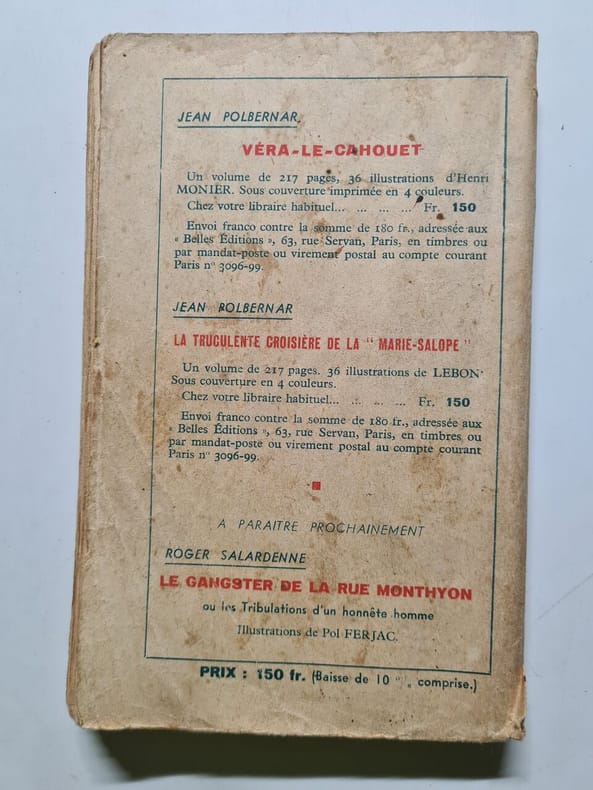 JEAN POLBERNAR
VÉRA-LE-CAHOUET
Un volume de 217 pages, 36 illustrations d'Henri
MONIER. Sous couverture imprimée en 4 couleurs.
Chez votre libraire habituel... ... ... ... Fr. 150
Envoi franco contre la somme de 180 fr., adressée aux
« Belles Éditions », 63, rue Servan, Paris, en timbres ou
par mandat-poste ou virement postal au compte courant
Paris n° 3096-99.
JEAN POLBERNAR
LA TRUCULENTE CROISIÈRE DE LA " MARIE-SALOPE "
Un volume de 217 pages. 36 illustrations de LEBON.
Sous couverture en 4 couleurs.
Chez votre libraire habituel... ... ... ... Fr. 150
Envoi franco contre la somme de 180 fr., adressée aux
« Belles Éditions », 63, rue Servan, Paris, en timbres ou
par mandat-poste ou virement postal au compte courant
Paris n° 3096-99.
A PARAITRE PROCHAINEMENT
ROGER SALARDENNE
LE GANGSTER DE LA RUE MONTHYON
ou les Tribulations d'un honnête homme
Illustrations de Pol FERJAC.
PRIX : 150 fr. (Baisse de 10 % comprise.)